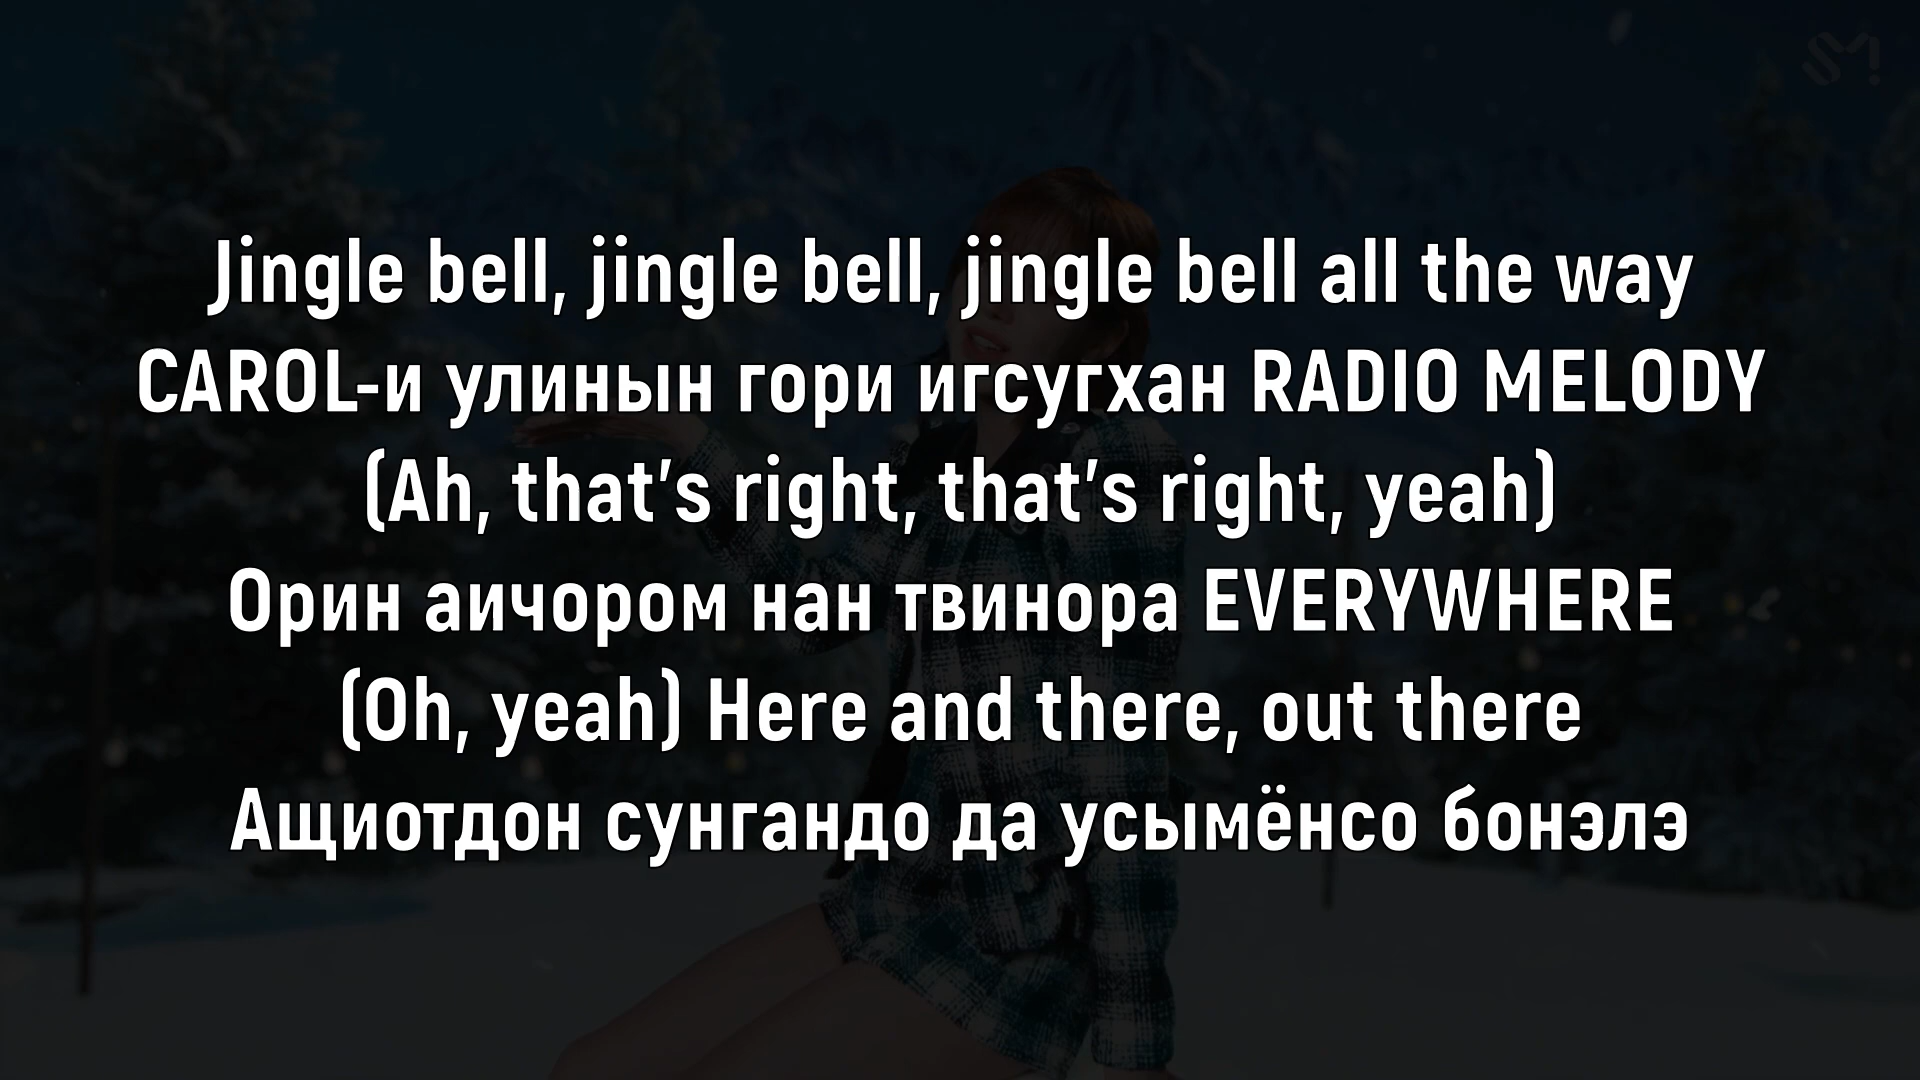 SM!
Jingle bell, jingle bell, jingle bell all the way
CAROL-и улинын гори игсугхан RADIO MELODY
(Ah, that's right, that's right, yeah)
Орин аичором нан твинора EVERYWHERE
(Oh, yeah) Here and there, out there
Ащиотдон сунгандо да усымёнсо бонэлэ